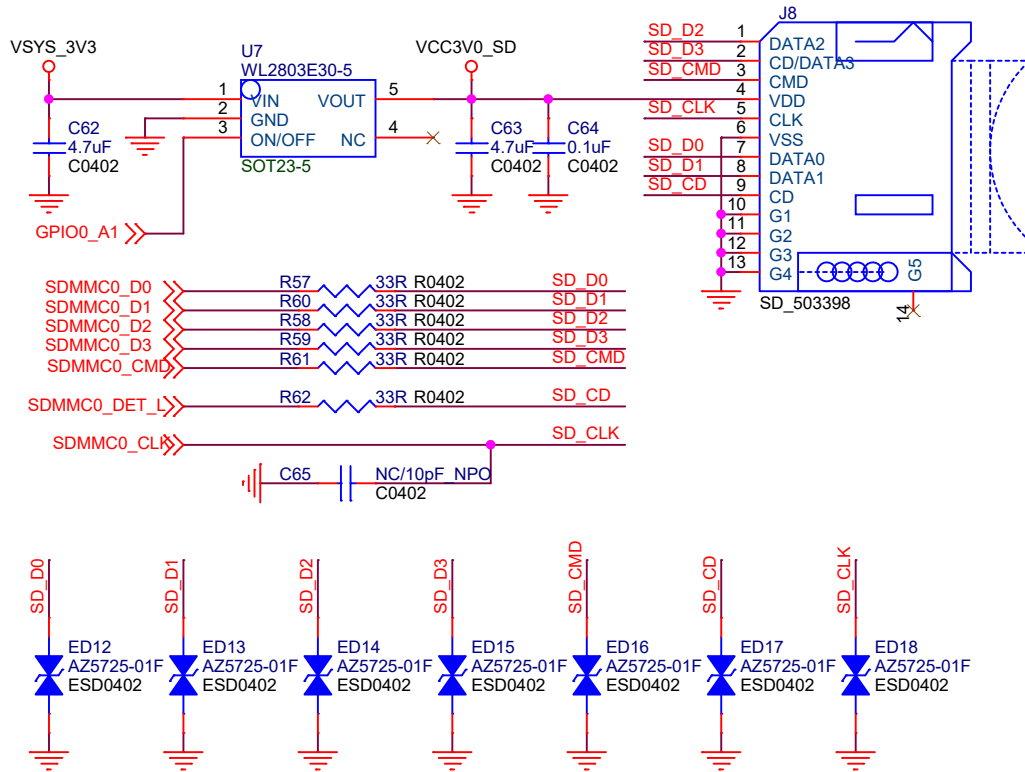 VSYS_3V3
U7
WL2803E30-5
1 VIN VOUT 5
2 GND
3 ON/OFF NC 4
SOT23-5
VCC3V0_SD
C62
4.7uF
C0402
C63
4.7uF
C0402
C64
0.1uF
C0402
GPIO0_A1
J8
SD_D2 1 DATA2
SD_D3 2 CD/DATA3
SD_CMD 3 CMD
4 VDD
SD_CLK 5 CLK
6 VSS
SD_D0 7 DATA0
SD_D1 8 DATA1
SD_CD 9 CD
10 G1
11 G2
12 G3
13 G4
G5
14
SD_503398
SDMMC0_D0 R57 33R R0402 SD_D0
SDMMC0_D1 R60 33R R0402 SD_D1
SDMMC0_D2 R58 33R R0402 SD_D2
SDMMC0_D3 R59 33R R0402 SD_D3
SDMMC0_CMD R61 33R R0402 SD_CMD
SDMMC0_DET_L R62 33R R0402 SD_CD
SDMMC0_CLK SD_CLK
C65 NC/10pF_NPO
C0402
SD_D0
ED12
AZ5725-01F
ESD0402
SD_D1
ED13
AZ5725-01F
ESD0402
SD_D2
ED14
AZ5725-01F
ESD0402
SD_D3
ED15
AZ5725-01F
ESD0402
SD_CMD
ED16
AZ5725-01F
ESD0402
SD_CD
ED17
AZ5725-01F
ESD0402
SD_CLK
ED18
AZ5725-01F
ESD0402